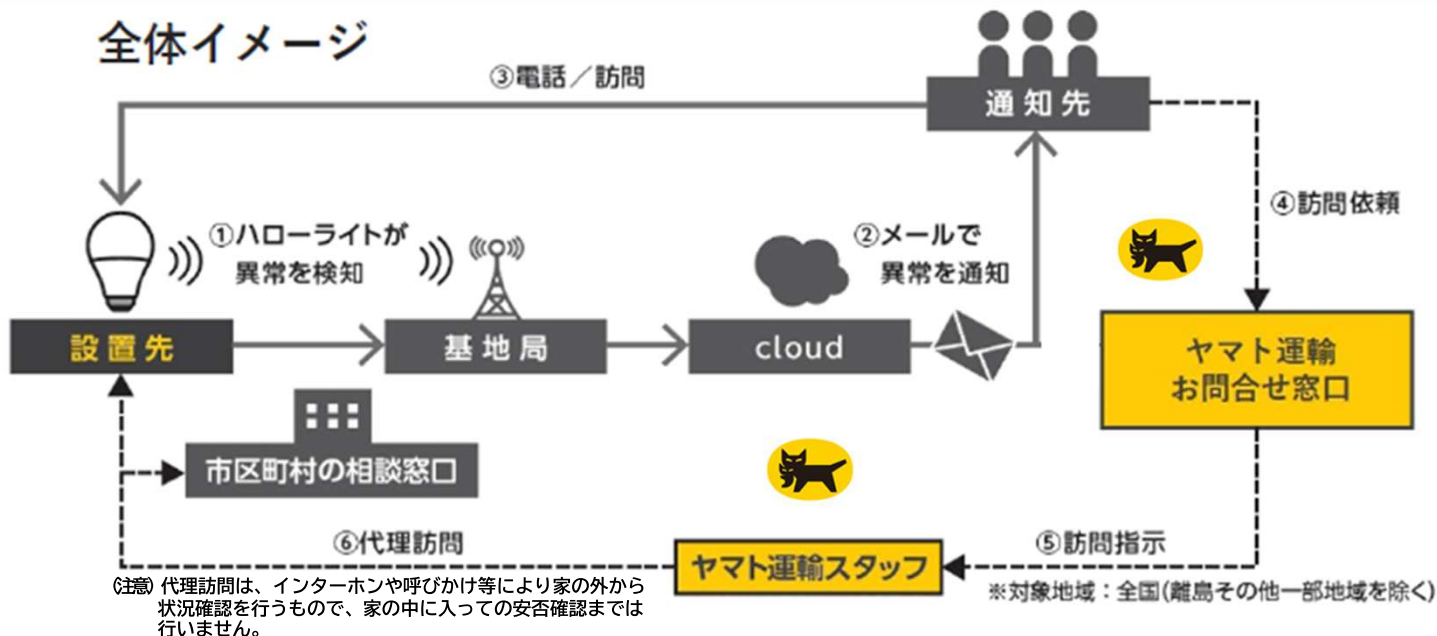 全体イメージ
③電話／訪問
通知先
④訪問依頼
①ハローライトが
異常を検知
②メールで
異常を通知
設置先
基地局
cloud
ヤマト運輸
お問合せ窓口
市区町村の相談窓口
⑥代理訪問
ヤマト運輸スタッフ
⑤訪問指示
※対象地域：全国(離島その他一部地域を除く)
(注意) 代理訪問は、インターホンや呼びかけ等により家の外から
状況確認を行うもので、家の中に入っての安否確認までは
行いません。